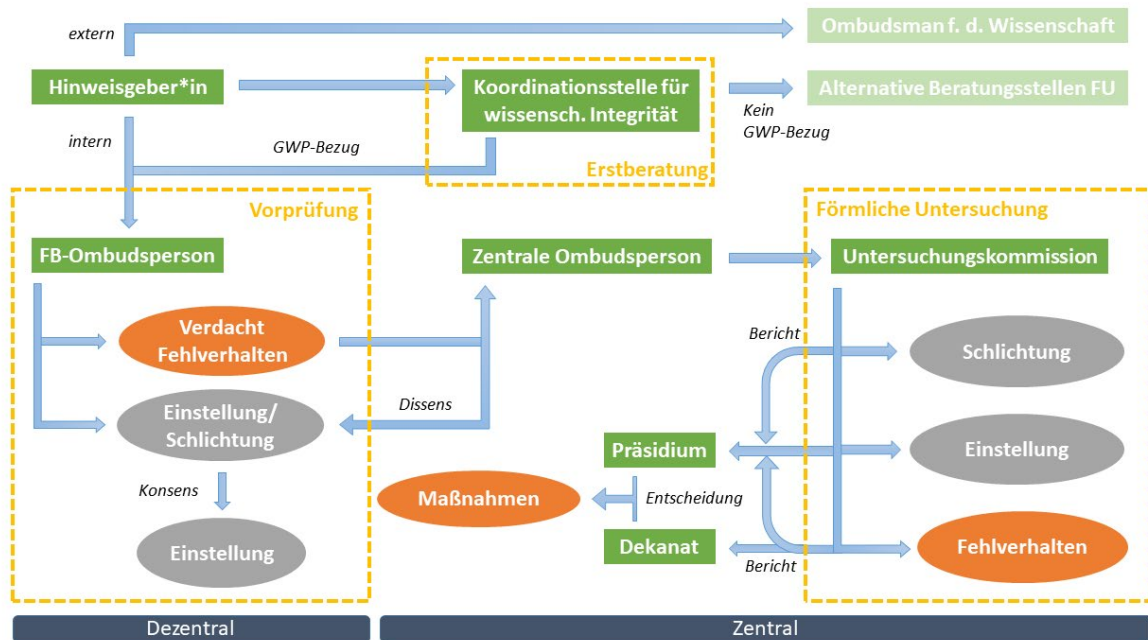 extern
Ombudsman f. d. Wissenschaft
Hinweisgeber*in
Koordinationsstelle für
wissensch. Integrität
Alternative Beratungsstellen FU
Kein
GWP-Bezug
intern
GWP-Bezug
Erstberatung
Vorprüfung
Förmliche Untersuchung
FB-Ombudsperson
Zentrale Ombudsperson
Untersuchungskommission
Verdacht
Fehlverhalten
Bericht
Schlichtung
Einstellung/
Schlichtung
Dissens
Präsidium
Einstellung
Konsens
Maßnahmen
Entscheidung
Einstellung
Dekanat
Bericht
Fehlverhalten
Dezentral
Zentral